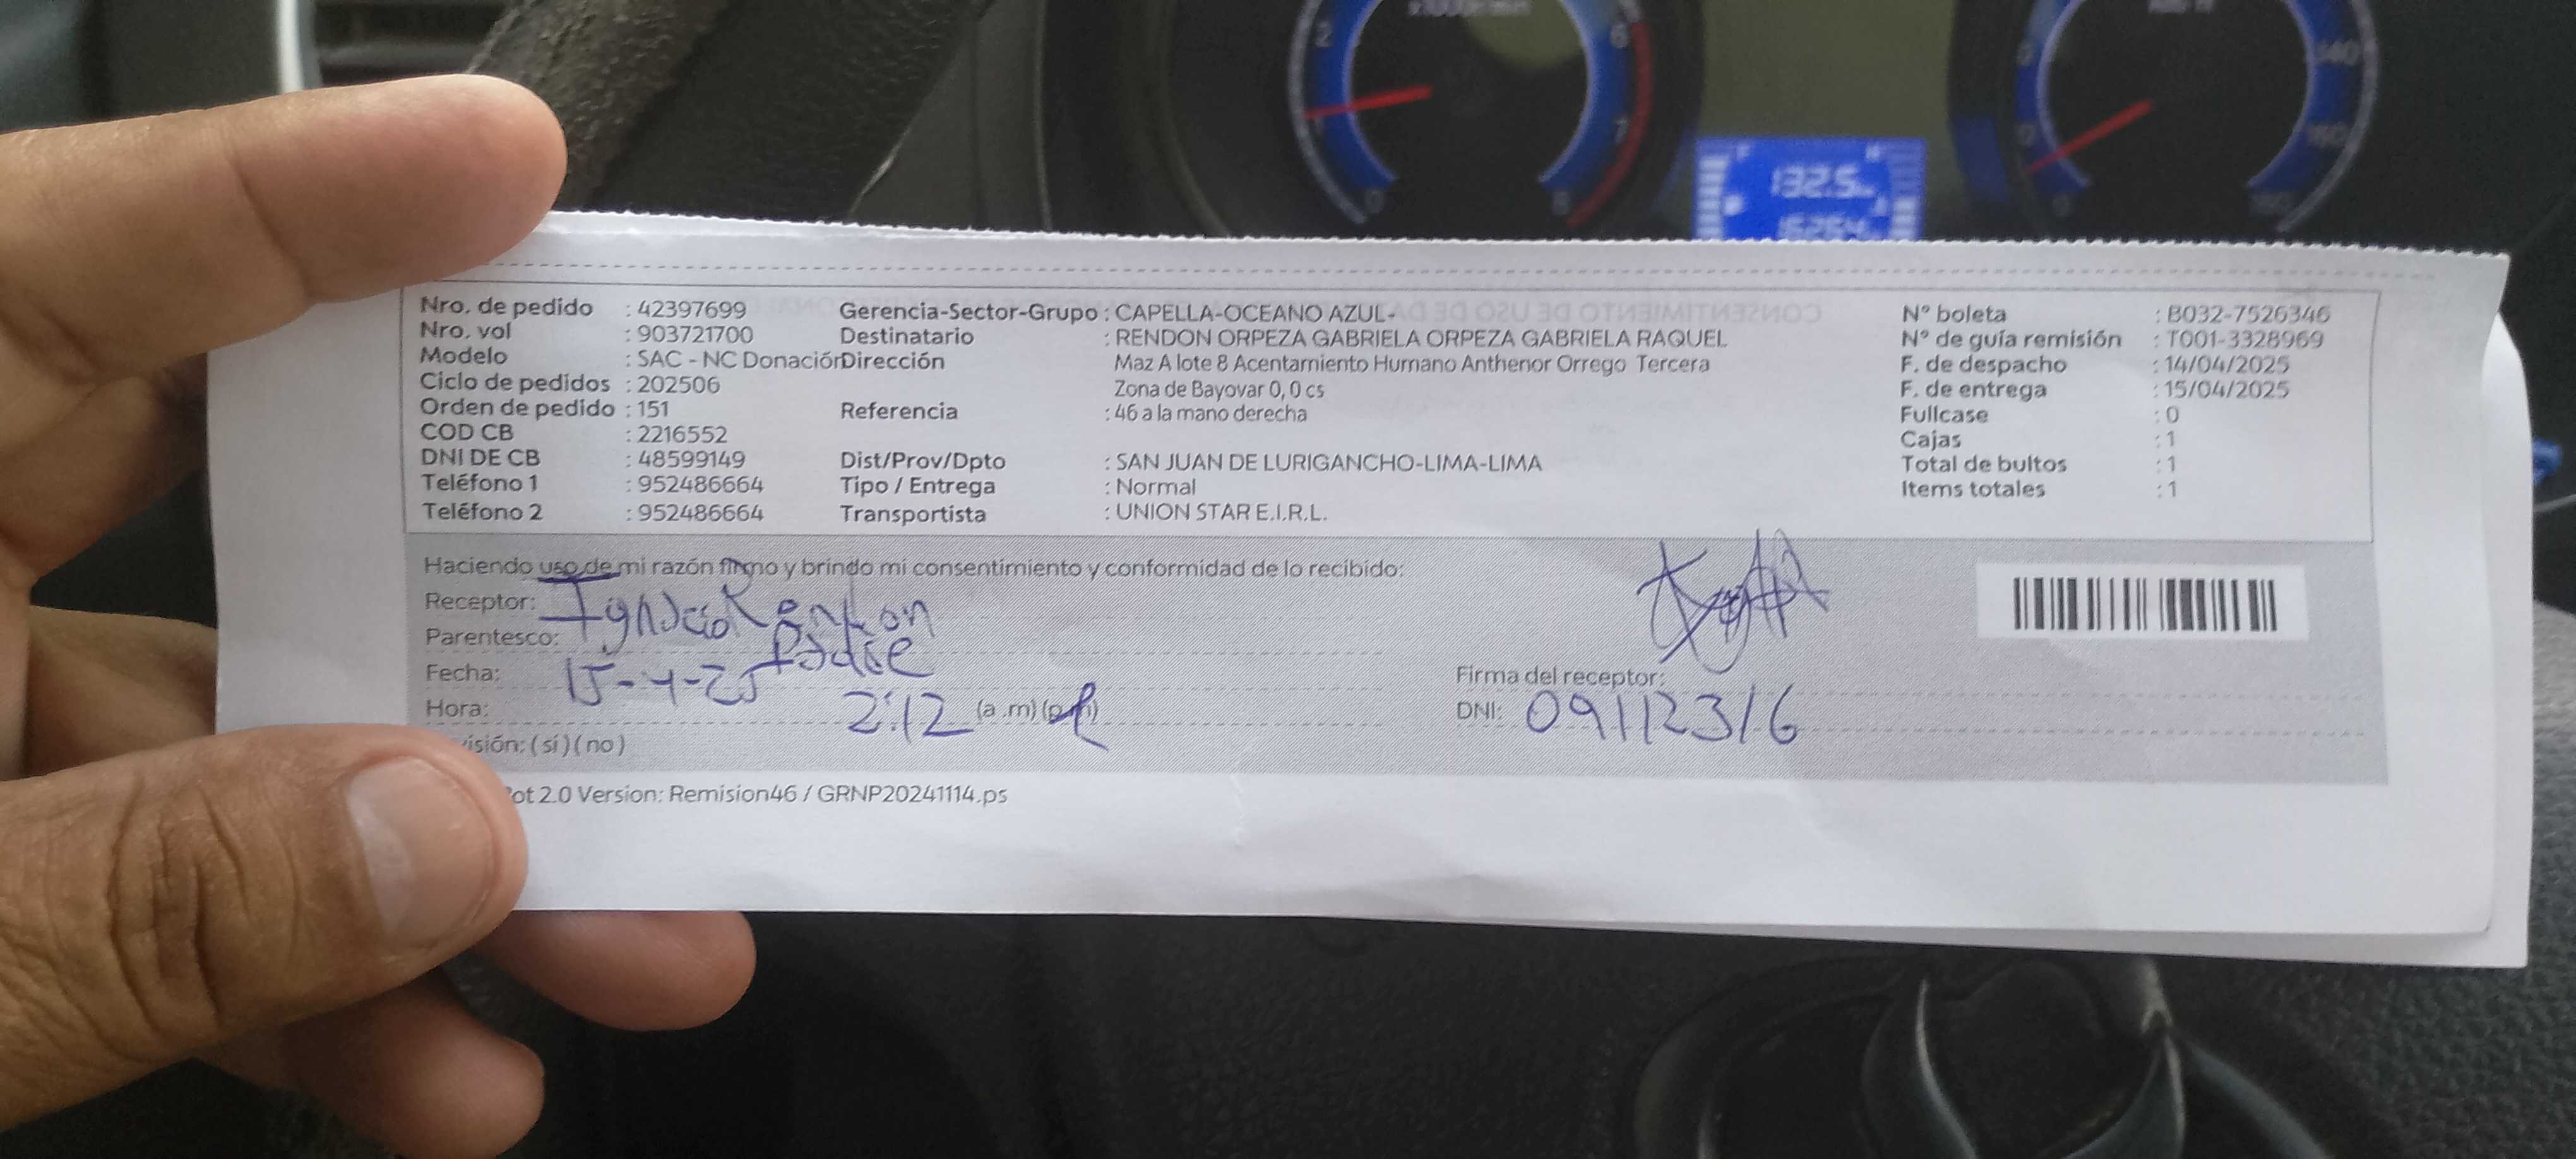 Nro. de pedido : 42397699 Gerencia-Sector-Grupo : CAPELLA-OCEANO AZUL- N° boleta : B032-7526346
Nro. vol : 903721700 Destinatario : RENDON ORPEZA GABRIELA ORPEZA GABRIELA RAQUEL N° de guía remisión : T001-3328969
Modelo : SAC - NC Donación Dirección Maz A lote 8 Acentamiento Humano Anthenor Orrego Tercera F. de despacho : 14/04/2025
Ciclo de pedidos : 202506 Zona de Bayovar 0, 0 cs F. de entrega : 15/04/2025
Orden de pedido : 151 Referencia : 46 a la mano derecha Fullcase : 0
COD CB : 2216552 Cajas : 1
DNI DE CB : 48599149 Dist/Prov/Dpto : SAN JUAN DE LURIGANCHO-LIMA-LIMA Total de bultos : 1
Teléfono 1 : 952486664 Tipo / Entrega : Normal Items totales : 1
Teléfono 2 : 952486664 Transportista : UNION STAR E.I.R.L.
Haciendo uso de mi razón firmo y brindo mi consentimiento y conformidad de lo recibido:
Receptor: Ignacio Rendon
Parentesco: Padre
Fecha: 15-4-25 Firma del receptor:
Hora: 2:12 (a.m) (p.m) DNI: 09112316
isión: (sí) (no)
ot 2.0 Version: Remision46 / GRNP20241114.ps
132.5